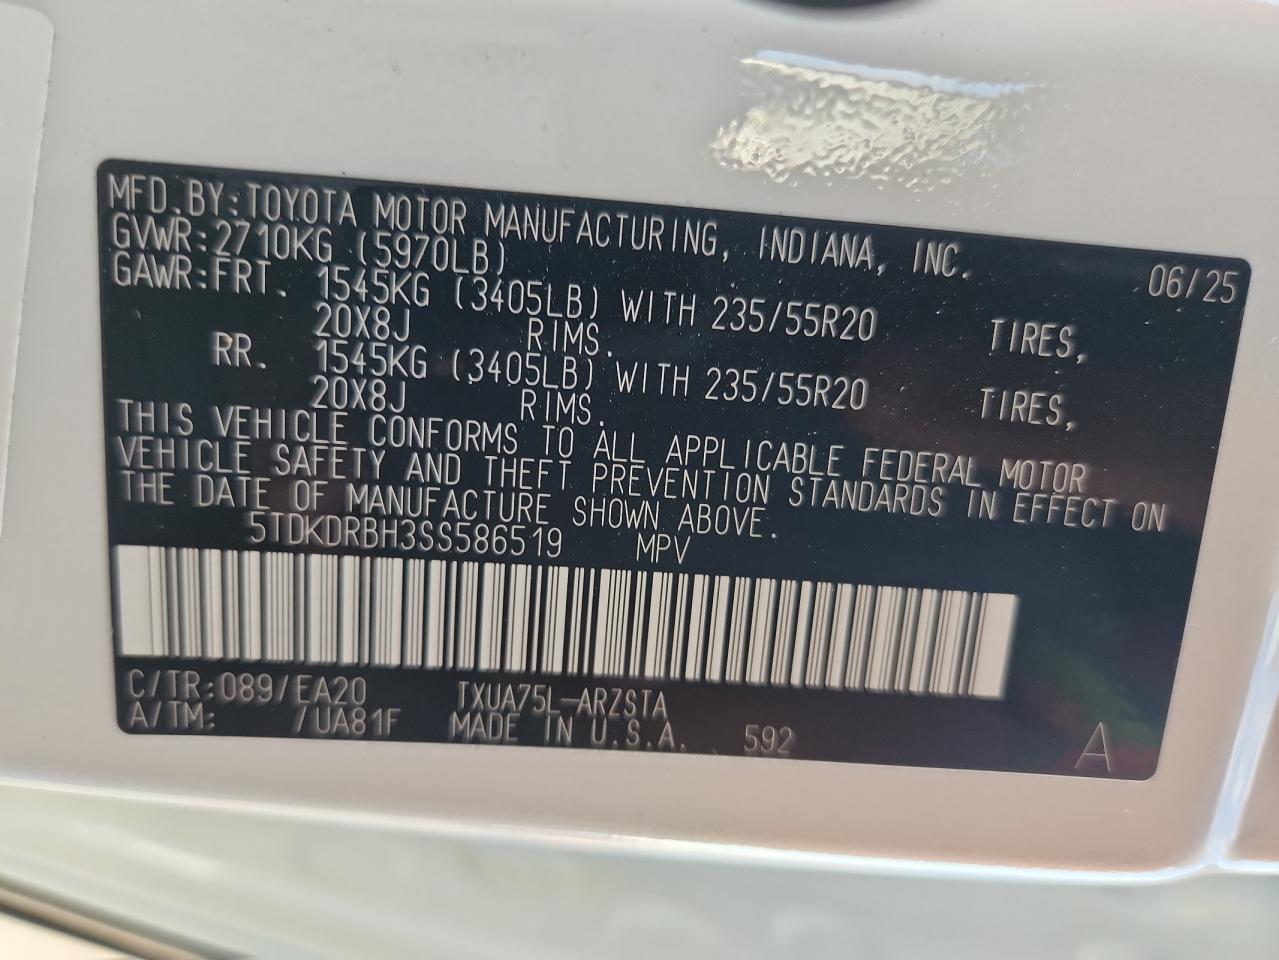 MFD.BY:TOYOTA MOTOR MANUFACTURING, INDIANA, INC. 06/25
GVWR:2710KG (5970LB)
GAWR:FRT. 1545KG (3405LB) WITH 235/55R20 TIRES,
20X8J RIMS.
RR. 1545KG (3405LB) WITH 235/55R20 TIRES,
20X8J RIMS.
THIS VEHICLE CONFORMS TO ALL APPLICABLE FEDERAL MOTOR
VEHICLE SAFETY AND THEFT PREVENTION STANDARDS IN EFFECT ON
THE DATE OF MANUFACTURE SHOWN ABOVE.
5TDKDRBH3SS586519 MPV
C/TR:089/EA20 TXUA75L-ARZSTA
A/TM: /UA81F MADE IN U.S.A. 592 A